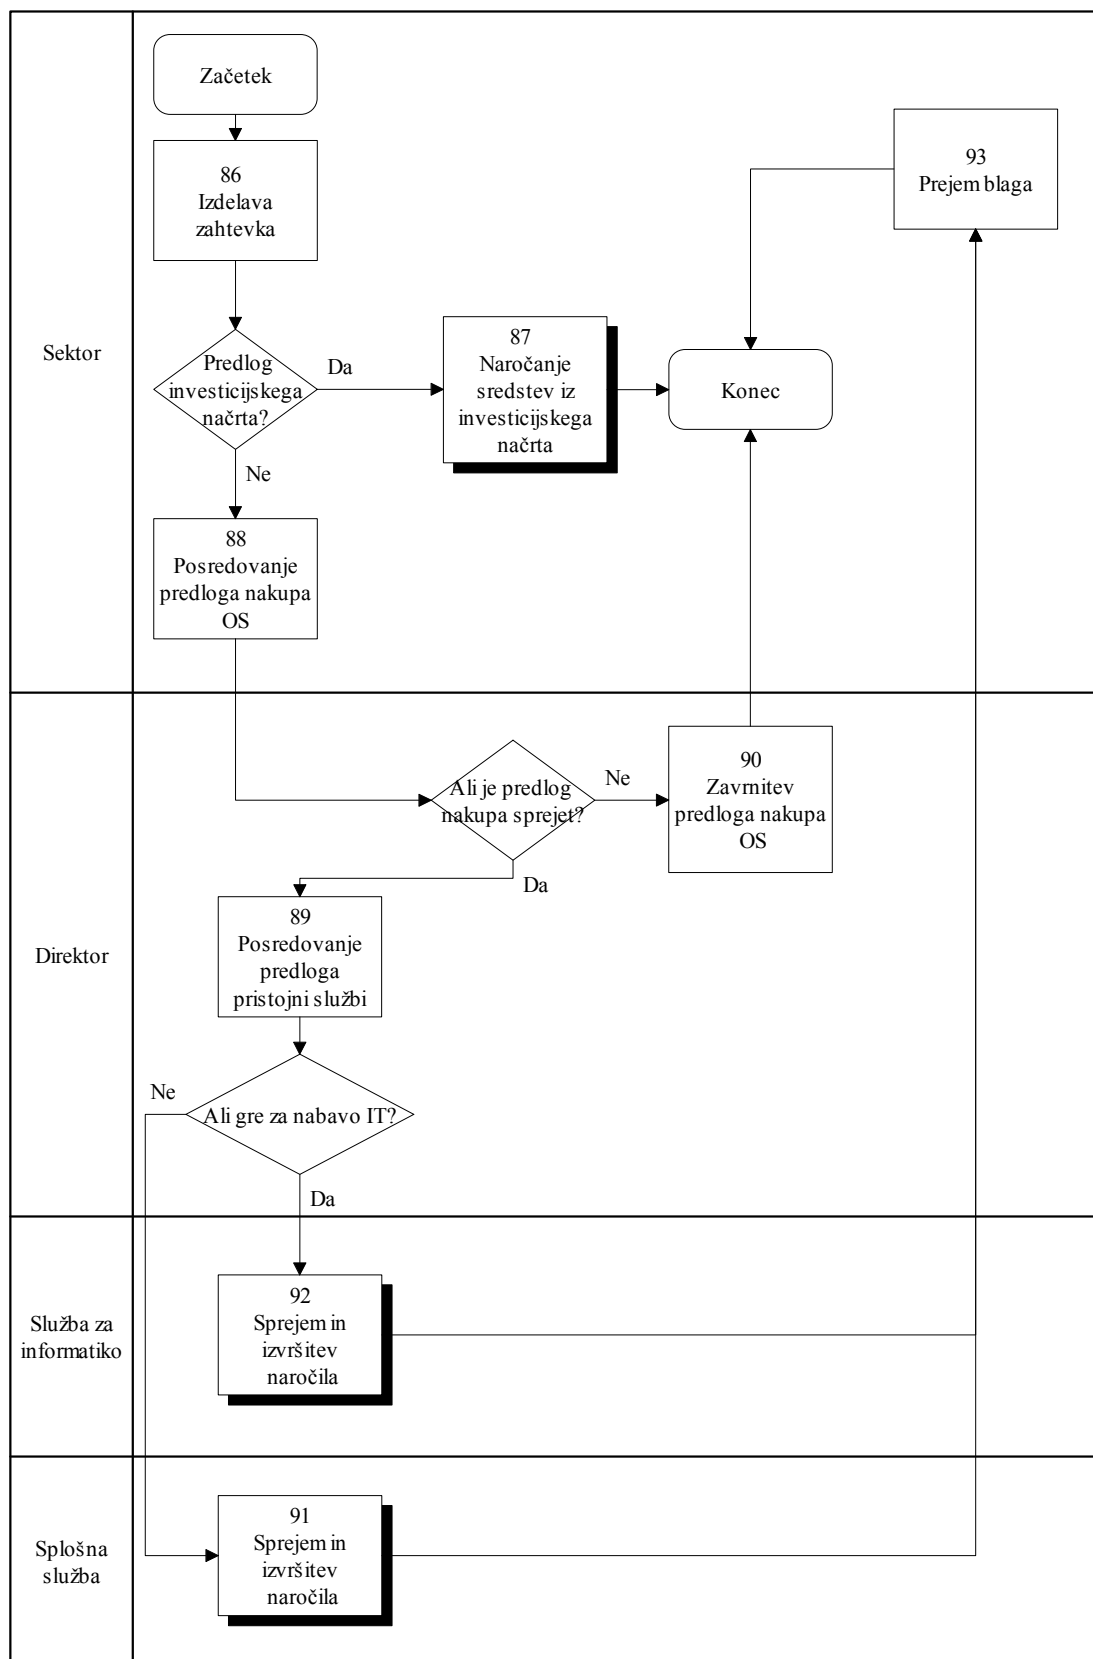 Sektor
Začetek
86
Izdelava
zahtevka
93
Prejem blaga
Predlog
investicijskega
načrta?
Da
87
Naročanje
sredstev iz
investicijskega
načrta
Konec
Ne
88
Posredovanje
predloga nakupa
OS
Direktor
Ali je predlog
nakupa sprejet?
Ne
90
Zavrnitev
predloga nakupa
OS
Da
89
Posredovanje
predloga
pristojni službi
Ne
Ali gre za nabavo IT?
Da
Služba za
informatiko
92
Sprejem in
izvršitev
naročila
Splošna
služba
91
Sprejem in
izvršitev
naročila